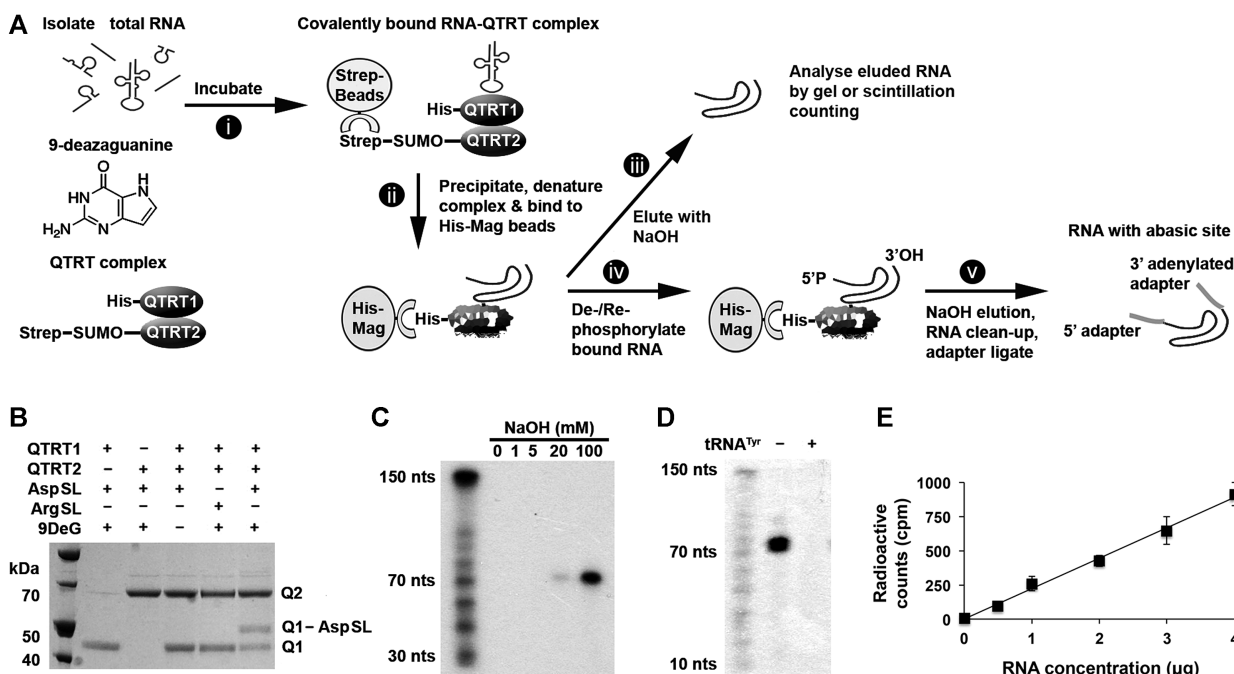 A
Isolate total RNA
Incubate
i
9-deazaguanine
O
NH
H
N
H2N
N
QTRT complex
His–QTRT1
Strep–SUMO–QTRT2
Covalently bound RNA-QTRT complex
Strep-
Beads
His–QTRT1
Strep–SUMO–QTRT2
ii
Precipitate, denature
complex & bind to
His-Mag beads
iii
Elute with
NaOH
Analyse eluded RNA
by gel or scintillation
counting
His-
Mag
His–
iv
De-/Re-
phosphorylate
bound RNA
5'P
3'OH
His-
Mag
His–
v
NaOH elution,
RNA clean-up,
adapter ligate
RNA with abasic site
3' adenylated
adapter
5' adapter
B
QTRT1 + – + + +
QTRT2 – + + + +
AspSL + + + – +
ArgSL – – – + –
9DeG + + – + +
kDa
70
50
40
Q2
Q1–AspSL
Q1
C
NaOH (mM)
0 1 5 20 100
150 nts
70 nts
30 nts
D
tRNATyr – +
150 nts
70 nts
10 nts
E
Radioactive
counts (cpm)
1000
750
500
250
0
0 1 2 3 4
RNA concentration (µg)